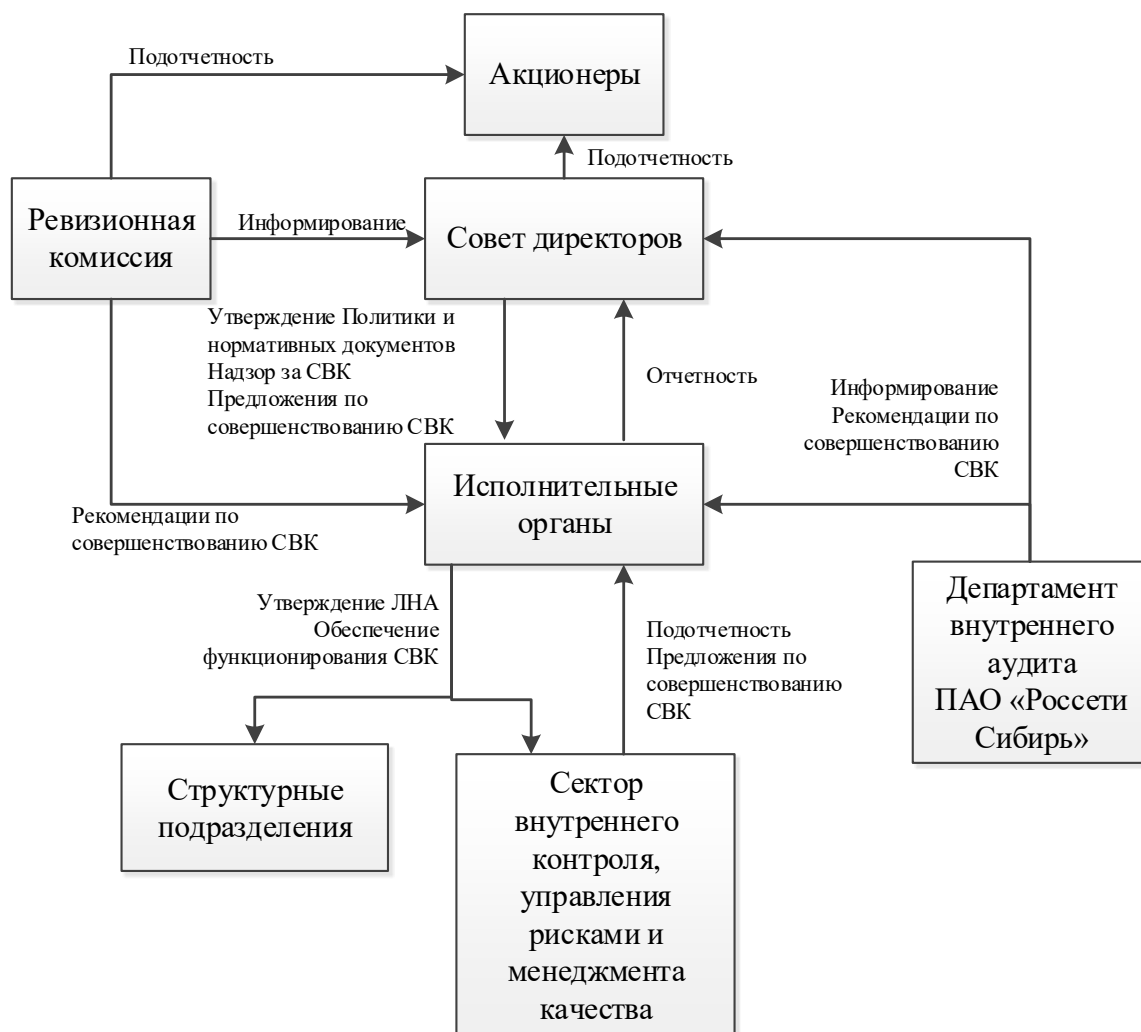 Подотчетность
Акционеры
Подотчетность
Ревизионная
комиссия
Информирование
Совет директоров
Утверждение Политики и
нормативных документов
Надзор за СВК
Предложения по
совершенствованию СВК
Отчетность
Информирование
Рекомендации по
совершенствованию
СВК
Исполнительные
органы
Рекомендации по
совершенствованию СВК
Утверждение ЛНА
Обеспечение
функционирования СВК
Подотчетность
Предложения по
совершенствованию
СВК
Департамент
внутреннего
аудита
ПАО «Россети
Сибирь»
Структурные
подразделения
Сектор
внутреннего
контроля,
управления
рисками и
менеджмента
качества